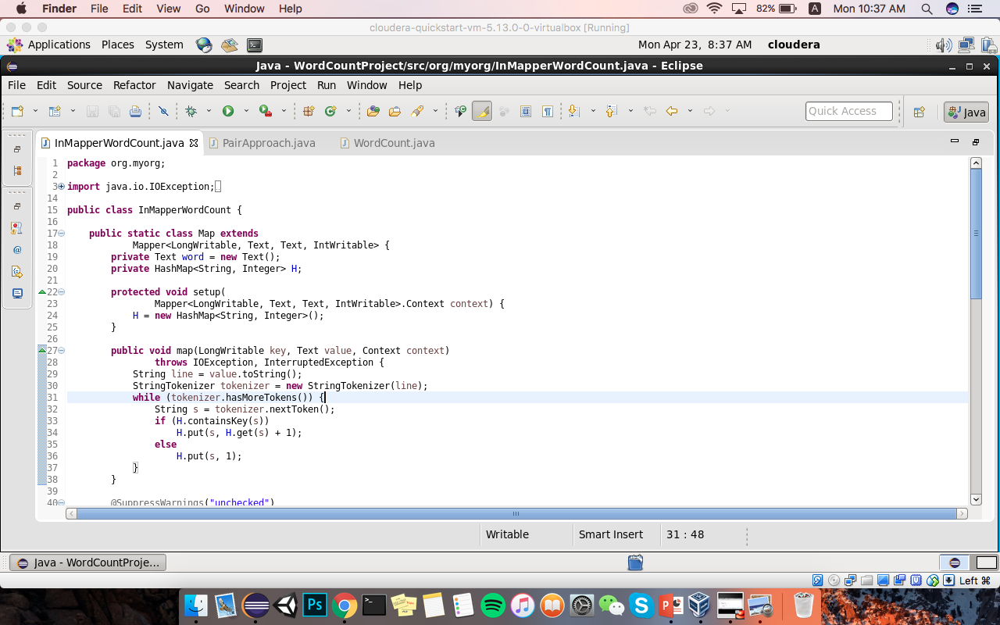 Finder File Edit View Go Window Help 82% A Mon 10:37 AM
cloudera-quickstart-vm-5.13.0-0-virtualbox [Running]
Applications Places System Mon Apr 23, 8:37 AM cloudera
Java - WordCountProject/src/org/myorg/InMapperWordCount.java - Eclipse
File Edit Source Refactor Navigate Search Project Run Window Help
Quick Access Java
InMapperWordCount.java PairApproach.java WordCount.java
1 package org.myorg;
2
3 import java.io.IOException;
14
15 public class InMapperWordCount {
16
17 public static class Map extends
18 Mapper<LongWritable, Text, Text, IntWritable> {
19 private Text word = new Text();
20 private HashMap<String, Integer> H;
21
22 protected void setup(
23 Mapper<LongWritable, Text, Text, IntWritable>.Context context) {
24 H = new HashMap<String, Integer>();
25 }
26
27 public void map(LongWritable key, Text value, Context context)
28 throws IOException, InterruptedException {
29 String line = value.toString();
30 StringTokenizer tokenizer = new StringTokenizer(line);
31 while (tokenizer.hasMoreTokens()) {
32 String s = tokenizer.nextToken();
33 if (H.containsKey(s))
34 H.put(s, H.get(s) + 1);
35 else
36 H.put(s, 1);
37 }
38 }
39
40 @SuppressWarnings("unchecked")
Writable Smart Insert 31 : 48
Java - WordCountProje...
Left ⌘
Ps